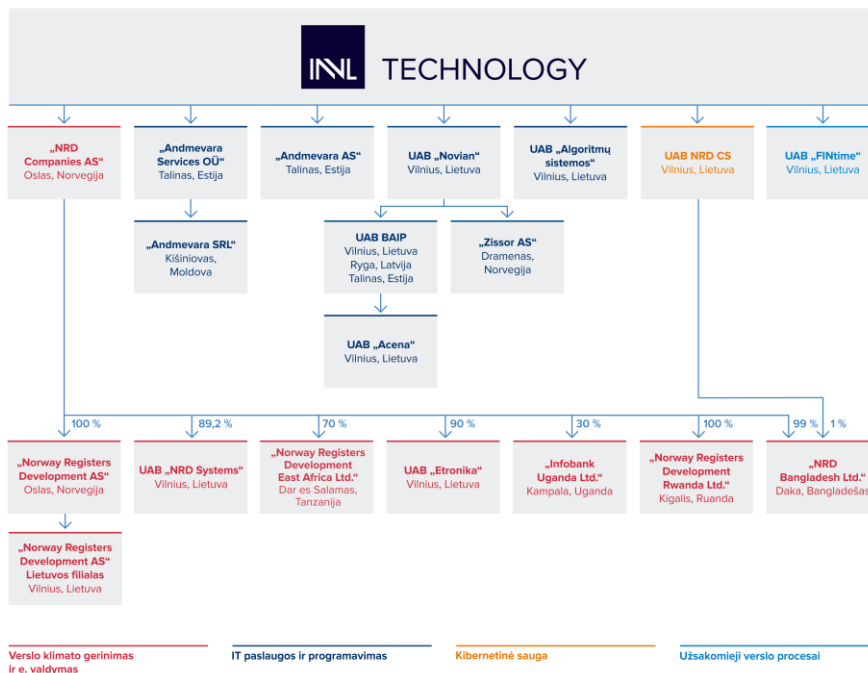 INVL TECHNOLOGY
„NRD
Companies AS“
Oslas, Norvegija
„Andmevara
Services OÜ“
Talinas, Estija
„Andmevara AS“
Talinas, Estija
UAB „Novian“
Vilnius, Lietuva
UAB „Algoritmų
sistemos“
Vilnius, Lietuva
UAB NRD CS
Vilnius, Lietuva
UAB „FINtime“
Vilnius, Lietuva
„Andmevara SRL“
Kišiniovas,
Moldova
UAB BAIP
Vilnius, Lietuva
Ryga, Latvija
Talinas, Estija
„Zissor AS“
Dramenas,
Norvegija
UAB „Acena“
Vilnius, Lietuva
100 %
89,2 %
70 %
90 %
30 %
100 %
99 %
1 %
„Norway Registers
Development AS“
Oslas, Norvegija
UAB „NRD Systems“
Vilnius, Lietuva
„Norway Registers
Development
East Africa Ltd.“
Dar es Salamas,
Tanzanija
UAB „Etronika“
Vilnius, Lietuva
„Infobank
Uganda Ltd.“
Kampala, Uganda
„Norway Registers
Development
Rwanda Ltd.“
Kigalis, Ruanda
„NRD
Bangladesh Ltd.“
Daka, Bangladešas
„Norway Registers
Development AS“
Lietuvos filialas
Vilnius, Lietuva
Verslo klimato gerinimas
ir e. valdymas
IT paslaugos ir programavimas
Kibernetinė sauga
Užsakomieji verslo procesai